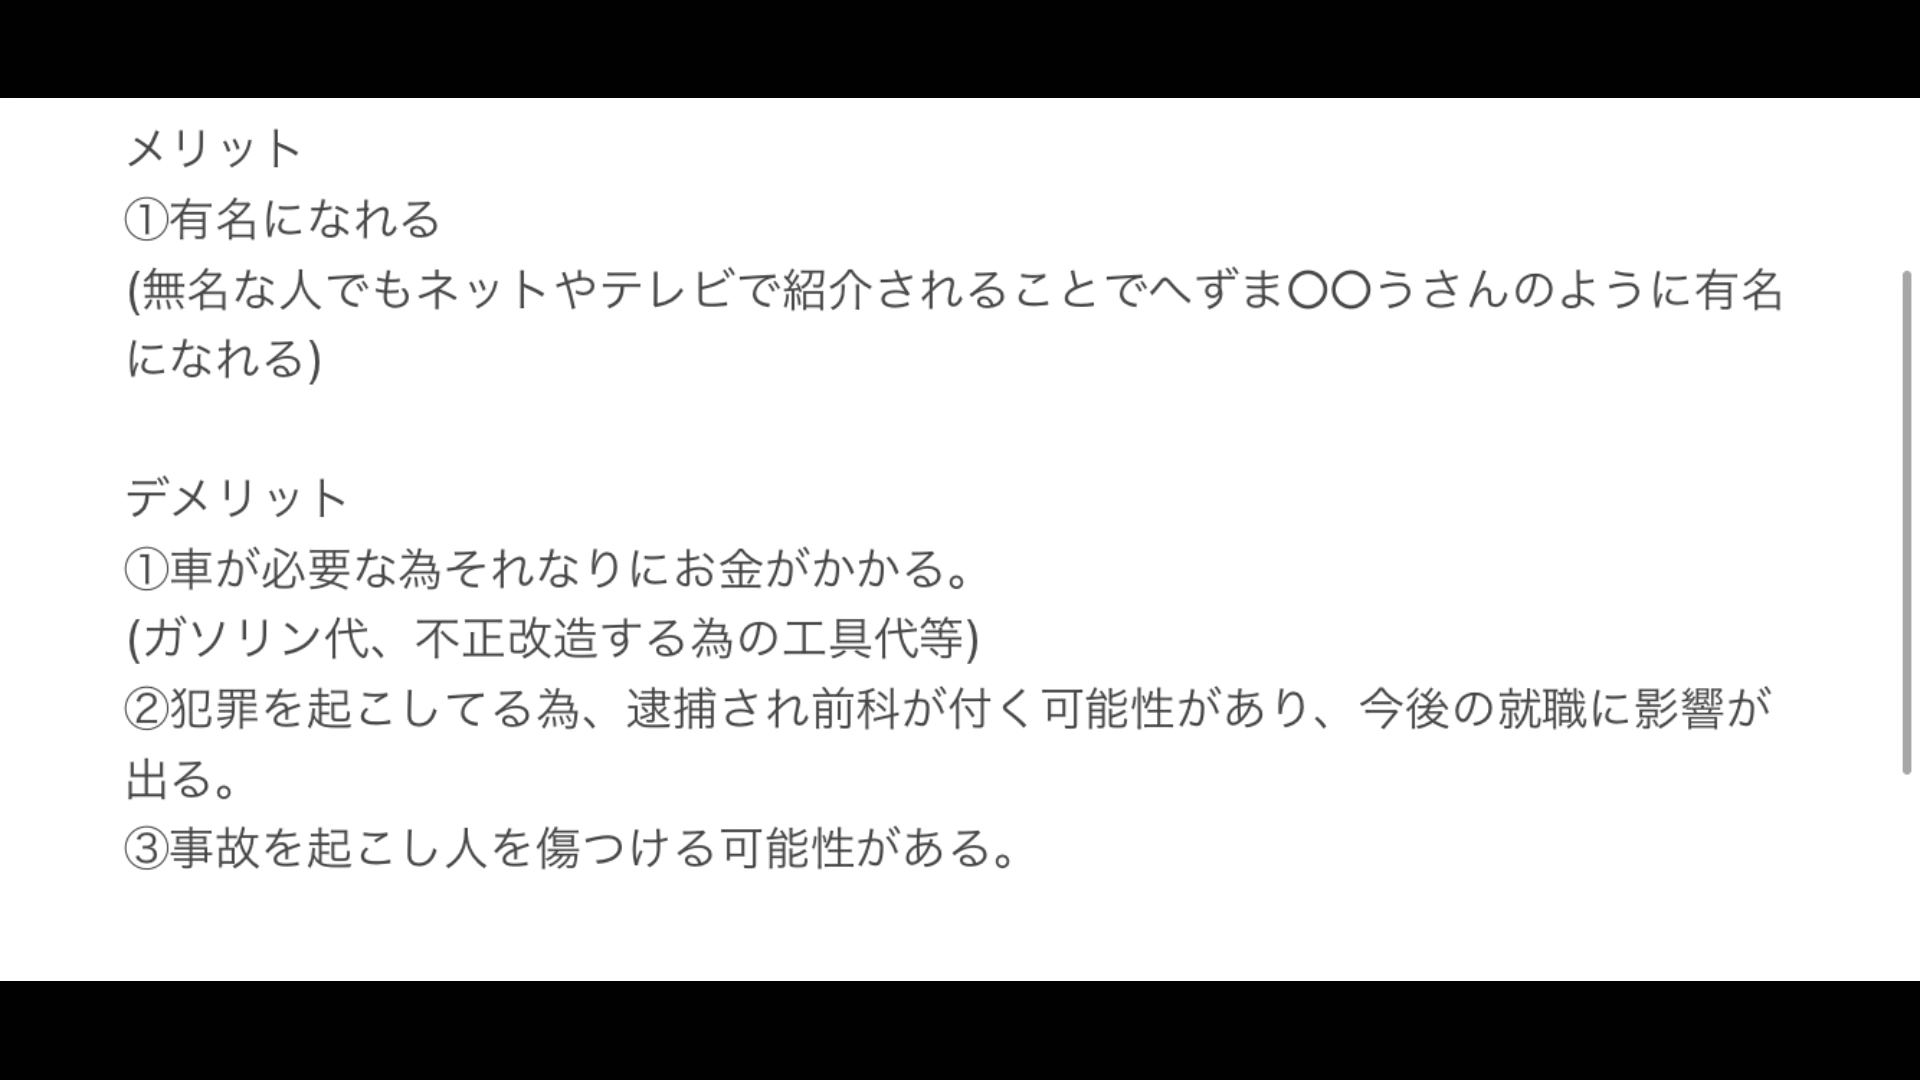 メリット
①有名になれる
(無名な人でもネットやテレビで紹介されることでへずま〇〇うさんのように有名
になれる)
デメリット
①車が必要な為それなりにお金がかかる。
(ガソリン代、不正改造する為の工具代等)
②犯罪を起こしてる為、逮捕され前科が付く可能性があり、今後の就職に影響が
出る。
③事故を起こし人を傷つける可能性がある。